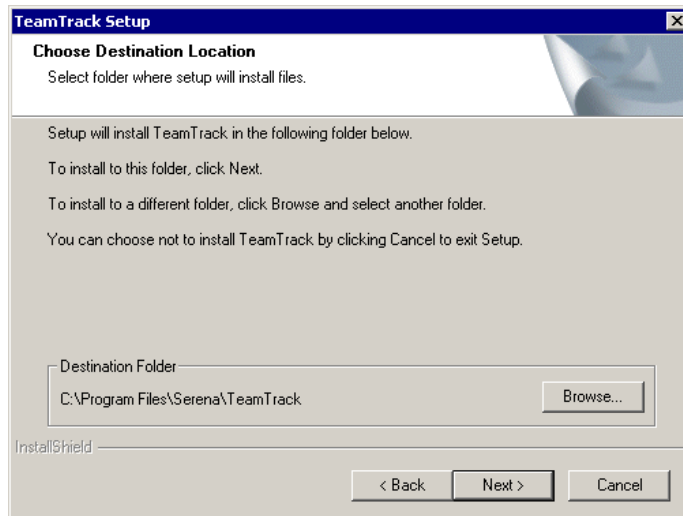 TeamTrack Setup
Choose Destination Location
Select folder where setup will install files.
Setup will install TeamTrack in the following folder below.
To install to this folder, click Next.
To install to a different folder, click Browse and select another folder.
You can choose not to install TeamTrack by clicking Cancel to exit Setup.
Destination Folder
C:\Program Files\Serena\TeamTrack
Browse...
InstallShield
< Back
Next >
Cancel